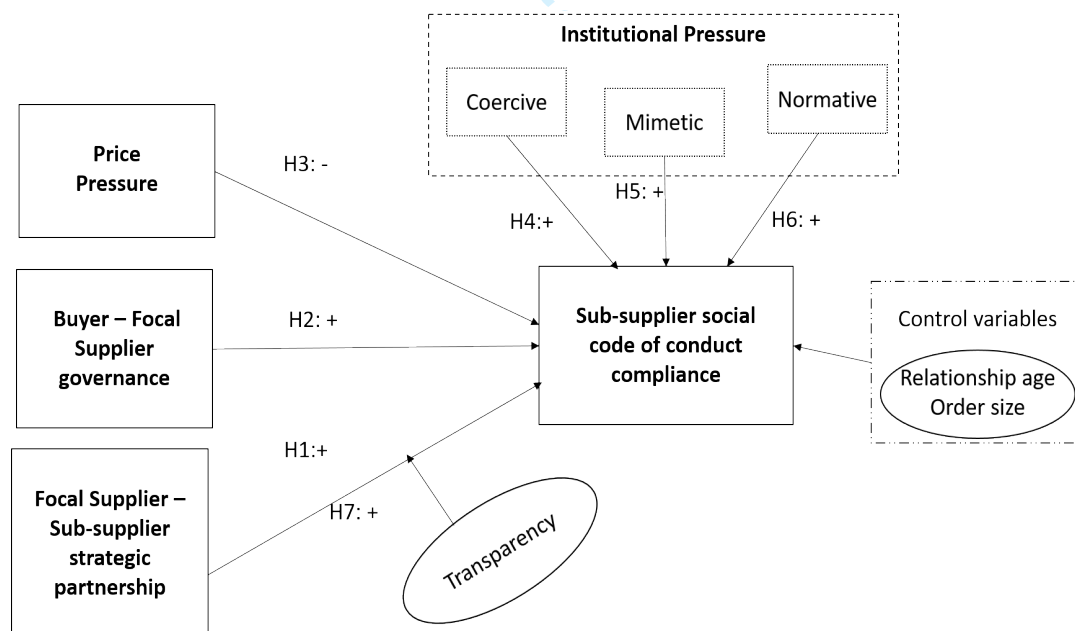 Institutional Pressure
Coercive
Mimetic
Normative
Price
Pressure
H3: -
H4:+
H5: +
H6: +
Buyer – Focal
Supplier
governance
H2: +
Sub-supplier social
code of conduct
compliance
Control variables
Relationship age
Order size
Focal Supplier –
Sub-supplier
strategic
partnership
H1:+
H7: +
Transparency